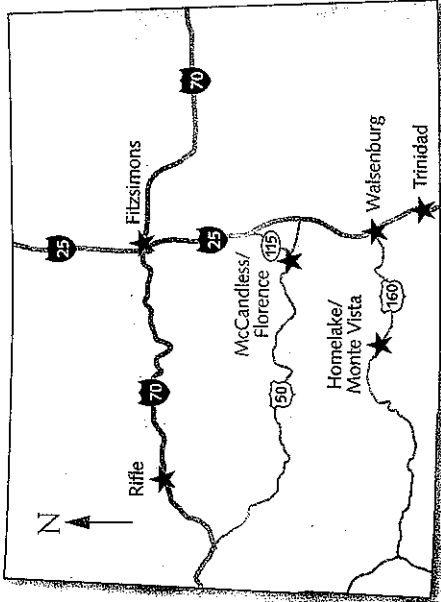 N
25
Fitzsimons
70
Rifle
70
25
McCandless/
Florence
115
50
Walsenburg
Homelake/
Monte Vista
160
Trinidad